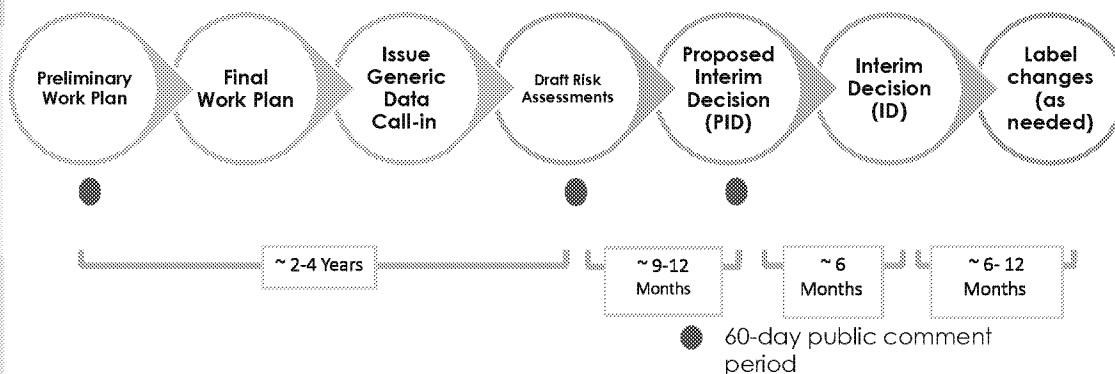 Preliminary
Work Plan
Final
Work Plan
Issue
Generic
Data
Call-in
Draft Risk
Assessments
Proposed
Interim
Decision
(PID)
Interim
Decision
(ID)
Label
changes
(as
needed)
~ 2-4 Years
~ 9-12
Months
~ 6
Months
~ 6- 12
Months
60-day public comment
period